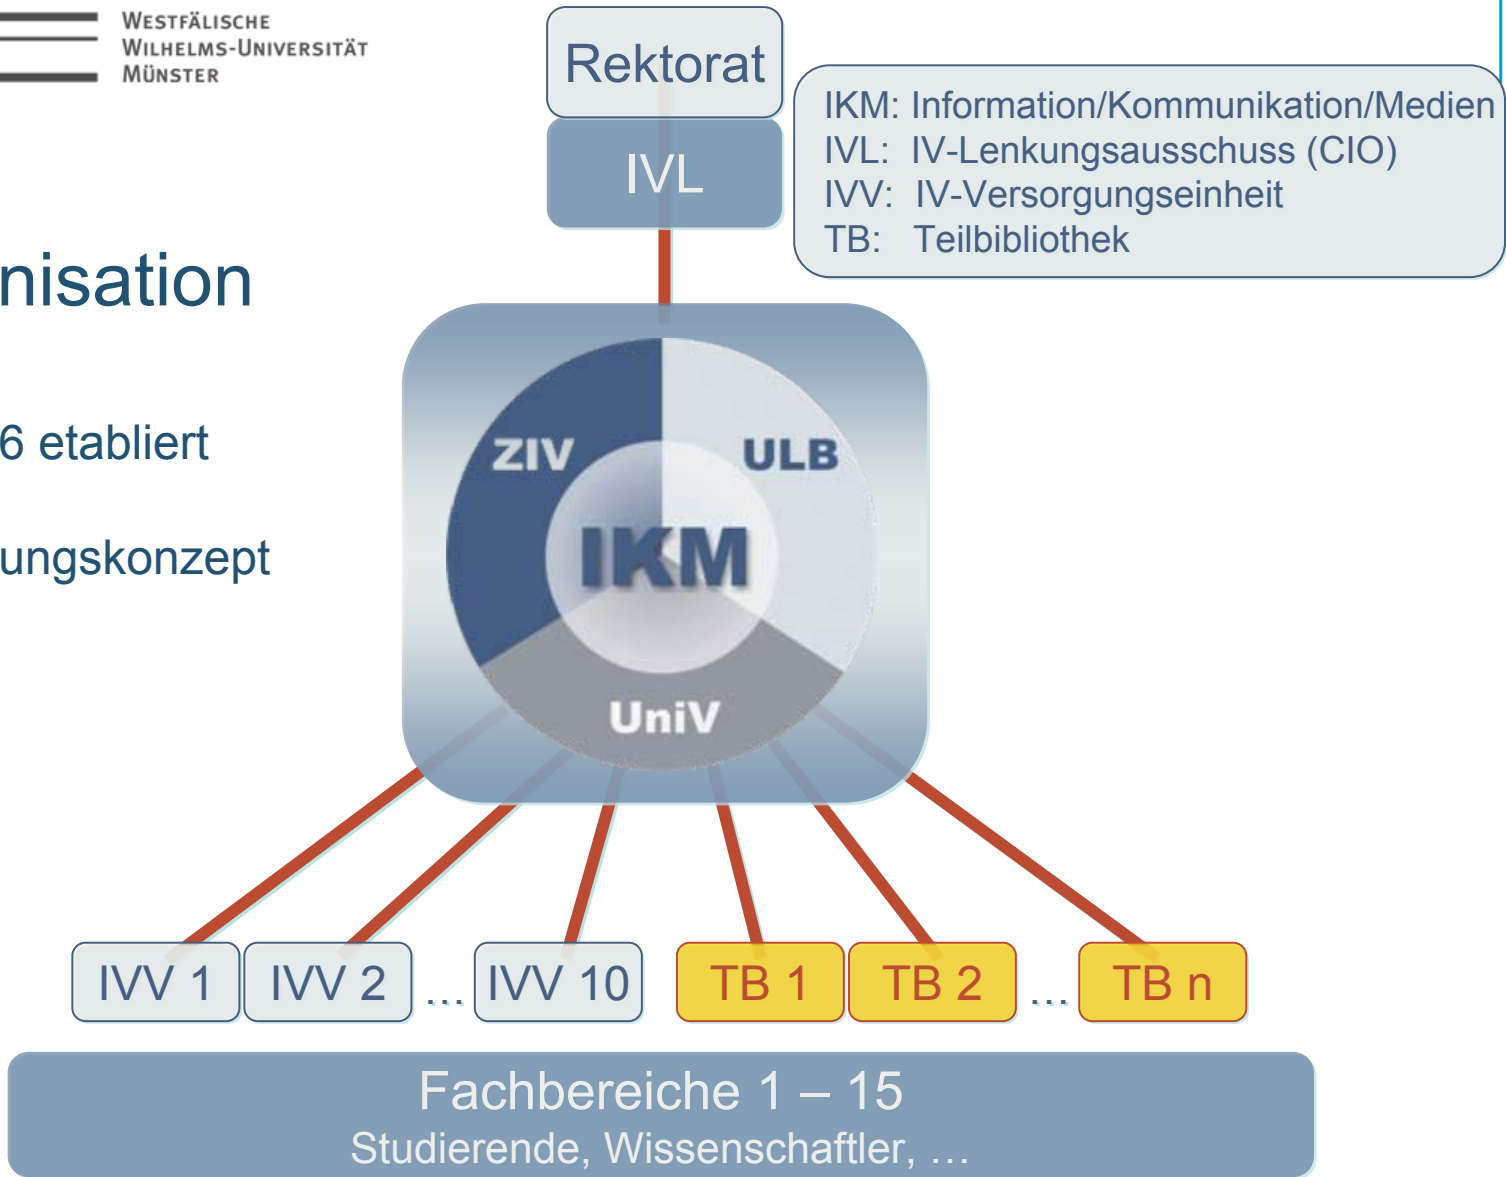 WESTFÄLISCHE
WILHELMS-UNIVERSITÄT
MÜNSTER
Rektorat
IVL
IKM: Information/Kommunikation/Medien
IVL: IV-Lenkungsausschuss (CIO)
IVV: IV-Versorgungseinheit
TB: Teilbibliothek
nisation
6 etabliert
ungskonzept
ZIV
ULB
IKM
UniV
IVV 1
IVV 2
...
IVV 10
TB 1
TB 2
...
TB n
Fachbereiche 1 – 15
Studierende, Wissenschaftler, ...